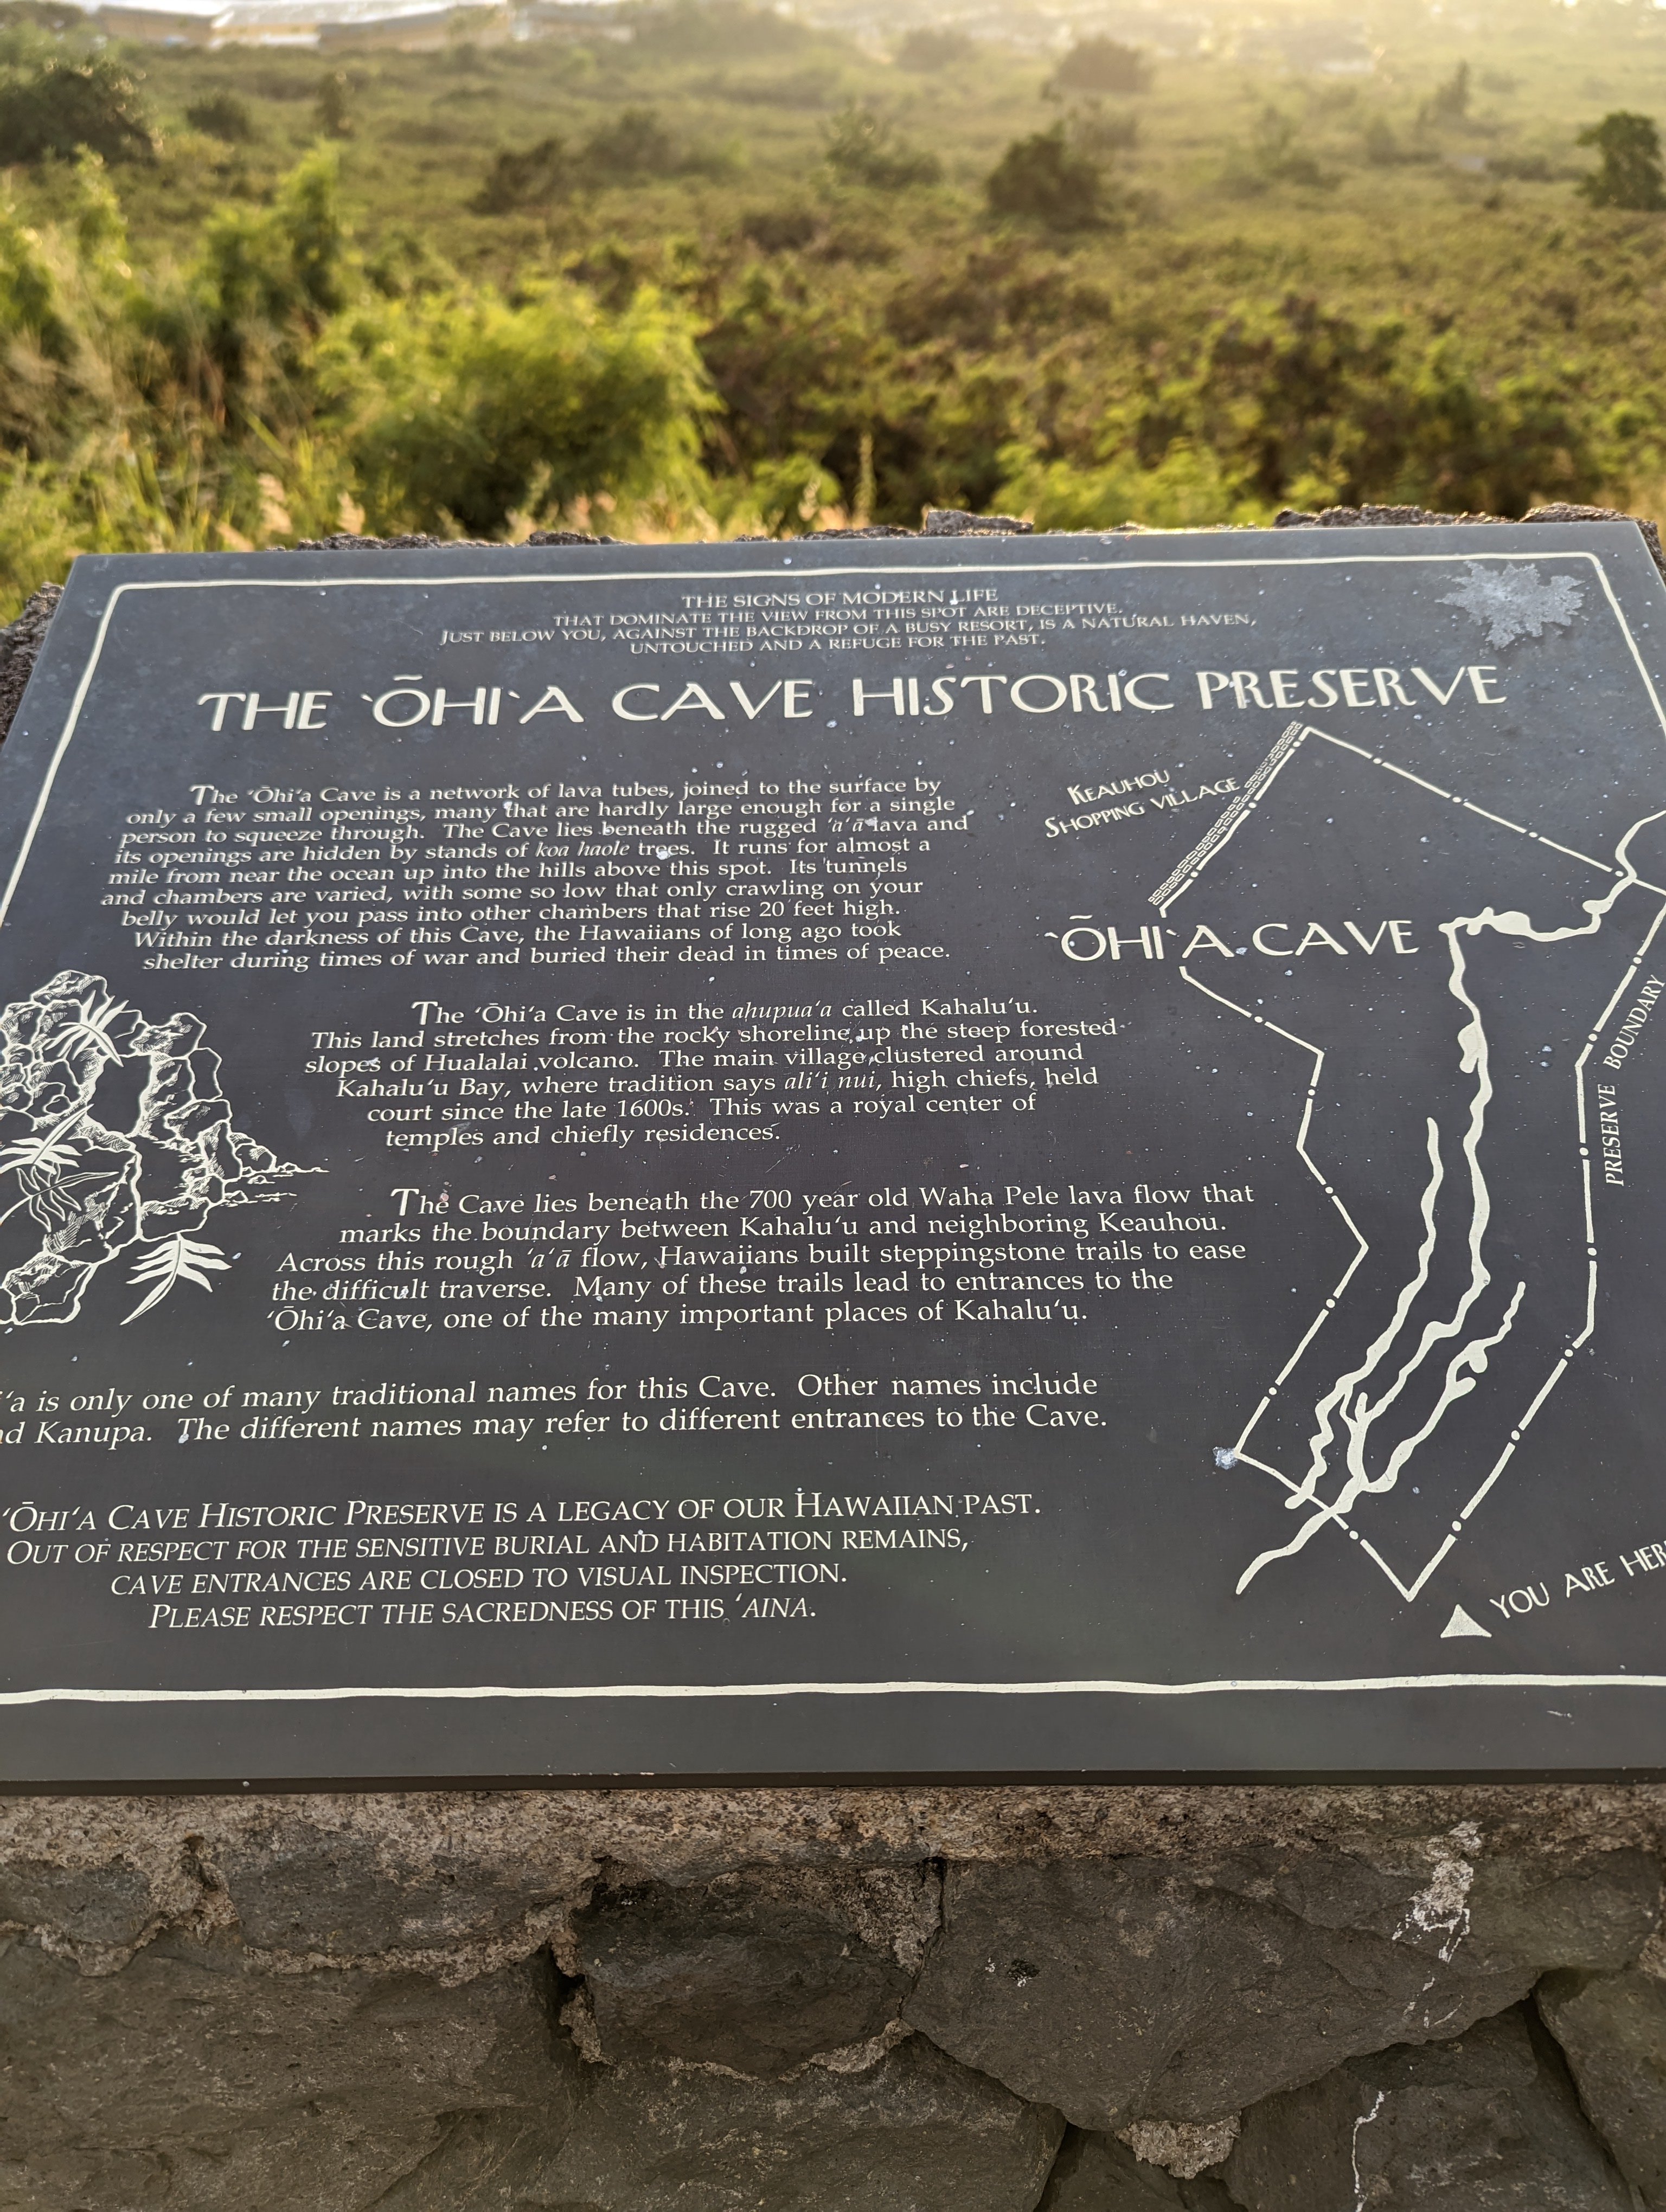 THE SIGNS OF MODERN LIFE
THAT DOMINATE THE VIEW FROM THIS SPOT ARE DECEPTIVE.
JUST BELOW YOU, AGAINST THE BACKDROP OF A BUSY RESORT, IS A NATURAL HAVEN,
UNTOUCHED AND A REFUGE FOR THE PAST.
THE ʻŌHIʻA CAVE HISTORIC PRESERVE
The ʻŌhiʻa Cave is a network of lava tubes, joined to the surface by
only a few small openings, many that are hardly large enough for a single
person to squeeze through. The Cave lies beneath the rugged ʻaʻā lava and
its openings are hidden by stands of koa haole trees. It runs for almost a
mile from near the ocean up into the hills above this spot. Its tunnels
and chambers are varied, with some so low that only crawling on your
belly would let you pass into other chambers that rise 20 feet high.
Within the darkness of this Cave, the Hawaiians of long ago took
shelter during times of war and buried their dead in times of peace.
The ʻŌhiʻa Cave is in the ahupuaʻa called Kahaluʻu.
This land stretches from the rocky shoreline up the steep forested
slopes of Hualalai volcano. The main village clustered around
Kahaluʻu Bay, where tradition says aliʻi nui, high chiefs, held
court since the late 1600s. This was a royal center of
temples and chiefly residences.
The Cave lies beneath the 700 year old Waha Pele lava flow that
marks the boundary between Kahaluʻu and neighboring Keauhou.
Across this rough ʻaʻā flow, Hawaiians built steppingstone trails to ease
the difficult traverse. Many of these trails lead to entrances to the
ʻŌhiʻa Cave, one of the many important places of Kahaluʻu.
ʻa is only one of many traditional names for this Cave. Other names include
d Kanupa. The different names may refer to different entrances to the Cave.
ʻŌHIʻA CAVE HISTORIC PRESERVE IS A LEGACY OF OUR HAWAIIAN PAST.
OUT OF RESPECT FOR THE SENSITIVE BURIAL AND HABITATION REMAINS,
CAVE ENTRANCES ARE CLOSED TO VISUAL INSPECTION.
PLEASE RESPECT THE SACREDNESS OF THIS ʻAINA.
KEAUHOU
SHOPPING VILLAGE
ʻŌHIʻA CAVE
PRESERVE BOUNDARY
YOU ARE HER